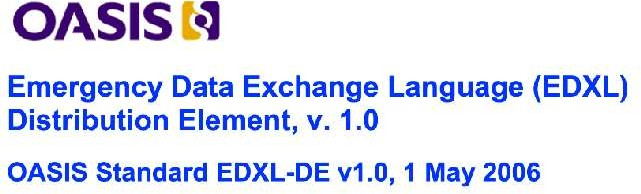 OASIS
Emergency Data Exchange Language (EDXL)
Distribution Element, v. 1.0
OASIS Standard EDXL-DE v1.0, 1 May 2006